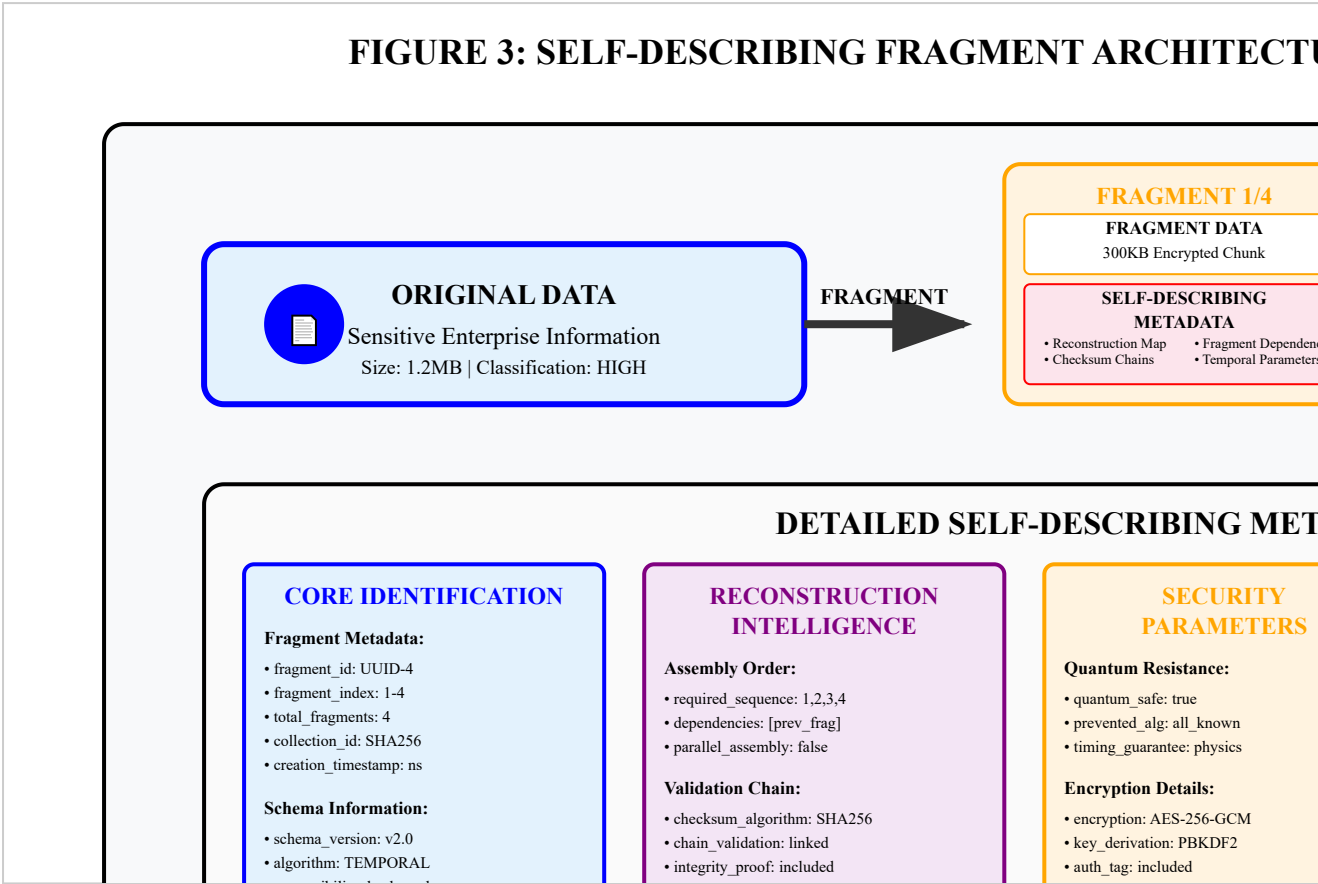 FIGURE 3: SELF-DESCRIBING FRAGMENT
FRAGMENT 1/4
FRAGMENT DATA
300KB Encrypted Chunk
SELF-DESCRIBING
METADATA
• Reconstruction Map
• Fragment
• Checksum Chains
• Temporal Parameters
ORIGINAL DATA
Sensitive Enterprise Information
Size: 1.2MB | Classification: HIGH
FRAGMENT
DETAILED SELF-DESCRIBING
CORE IDENTIFICATION
Fragment Metadata:
• fragment_id: UUID-4
• fragment_index: 1-4
• total_fragments: 4
• collection_id: SHA256
• creation_timestamp: ns
Schema Information:
• schema_version: v2.0
• algorithm: TEMPORAL
RECONSTRUCTION
INTELLIGENCE
Assembly Order:
• required_sequence: 1,2,3,4
• dependencies: [prev_frag]
• parallel_assembly: false
Validation Chain:
• checksum_algorithm: SHA256
• chain_validation: linked
• integrity_proof: included
SECURITY
PARAMETERS
Quantum Resistance:
• quantum_safe: true
• prevented_alg: all_known
• timing_guarantee: physics
Encryption Details:
• encryption: AES-256-GCM
• key_derivation: PBKDF2
• auth_tag: included